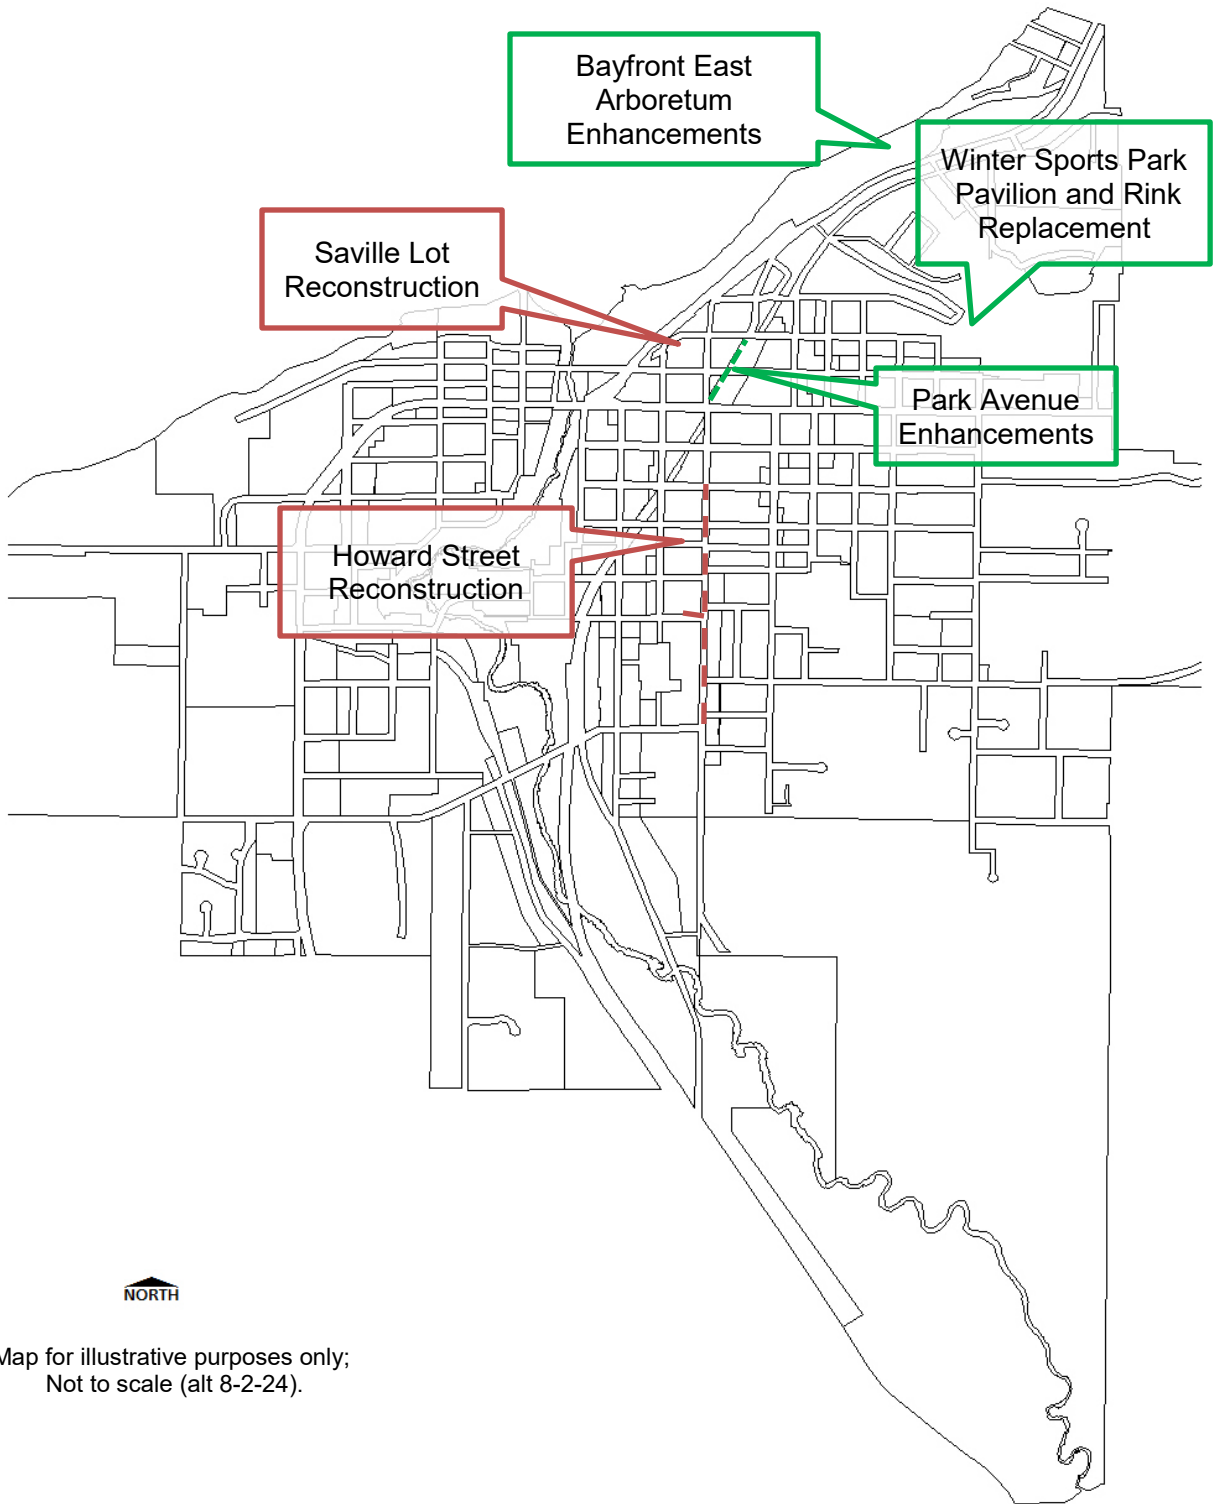 Bayfront East
Arboretum
Enhancements
Winter Sports Park
Pavilion and Rink
Replacement
Saville Lot
Reconstruction
Park Avenue
Enhancements
Howard Street
Reconstruction
NORTH
Map for illustrative purposes only;
Not to scale (alt 8-2-24).